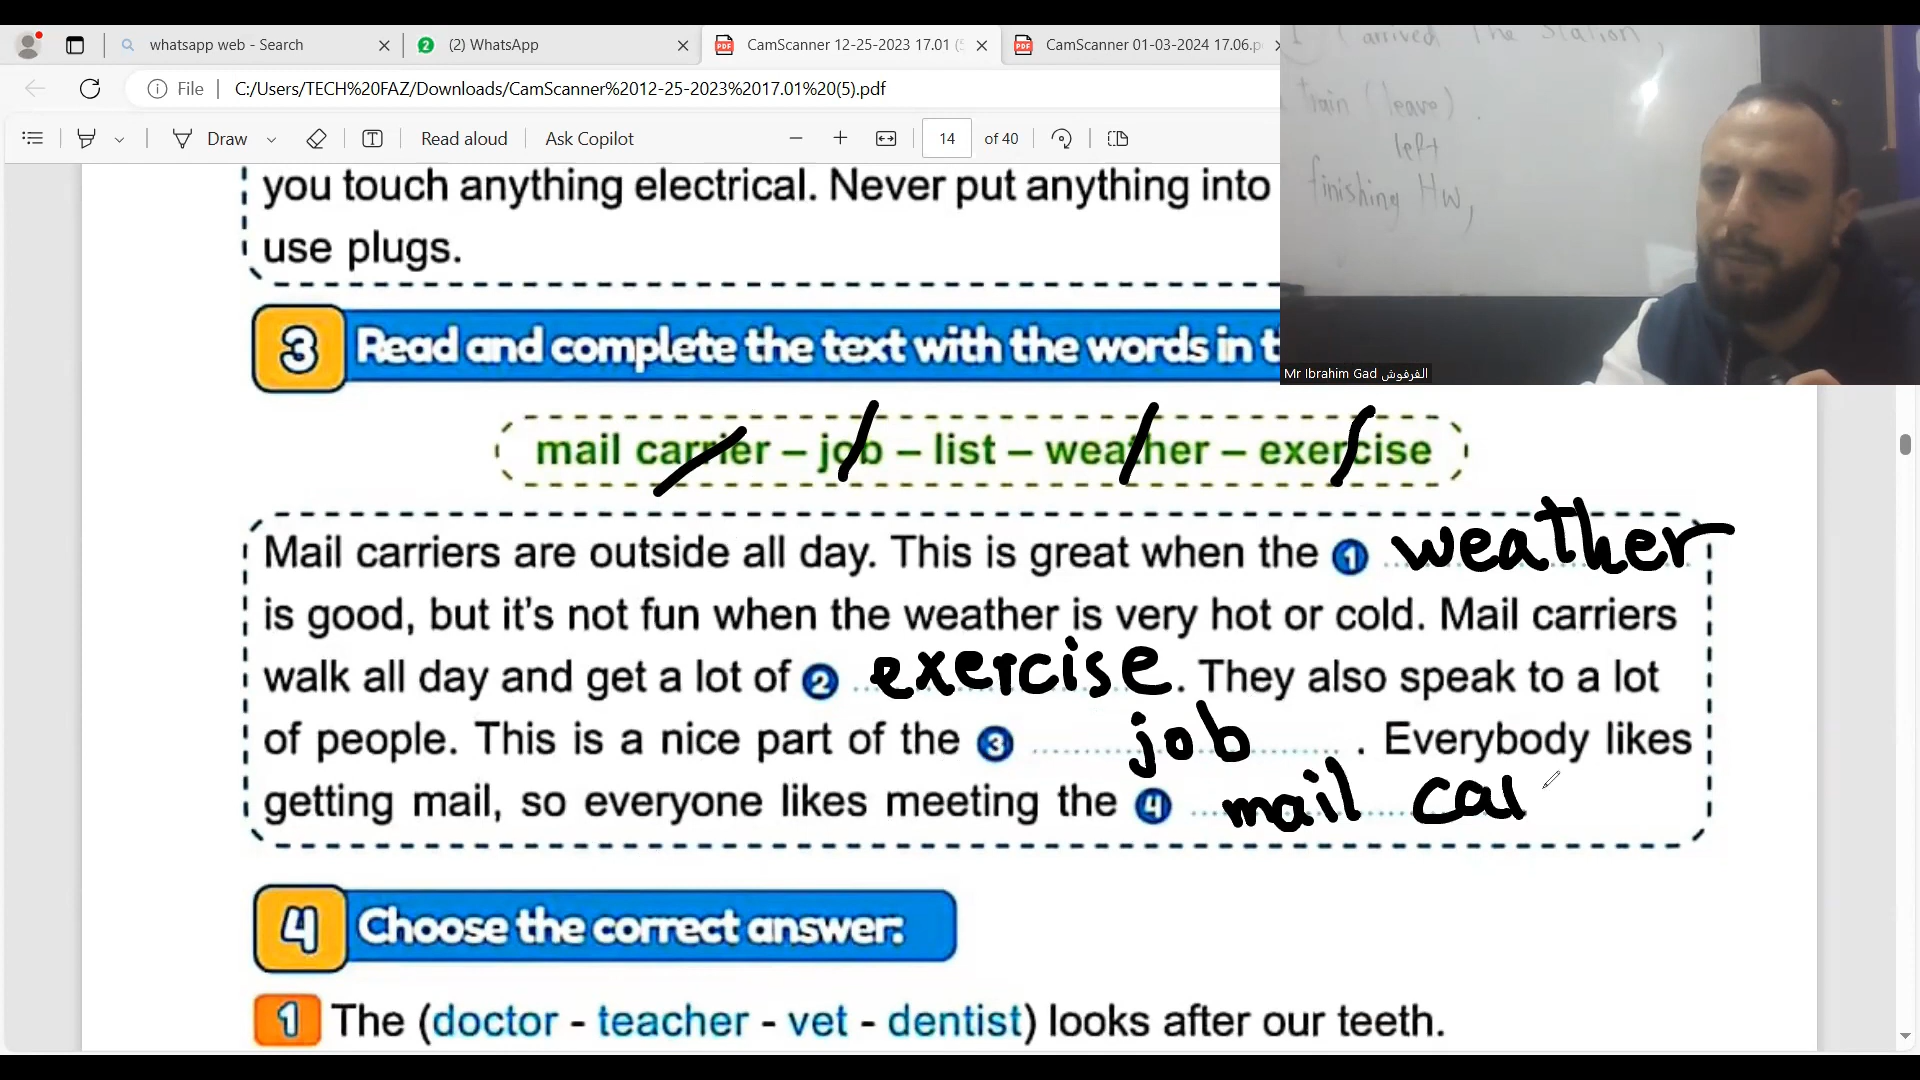 whatsapp web - Search
2 (2) WhatsApp
PDF CamScanner 12-25-2023 17.01 (5
PDF CamScanner 01-03-2024 17.06.p
File C:/Users/TECH%20FAZ/Downloads/CamScanner%2012-25-2023%2017.01%20(5).pdf
Draw Read aloud Ask Copilot 14 of 40
(arrived The Station,
train (leave).
left
finishing Hw,
Mr Ibrahim Gad الفرفوش
you touch anything electrical. Never put anything into
use plugs.
3 Read and complete the text with the words in t
mail carrier – job – list – weather – exercise
Mail carriers are outside all day. This is great when the 1 weather
is good, but it's not fun when the weather is very hot or cold. Mail carriers
walk all day and get a lot of 2 exercise. They also speak to a lot
of people. This is a nice part of the 3 job . Everybody likes
getting mail, so everyone likes meeting the 4 mail car
4 Choose the correct answer:
1 The (doctor - teacher - vet - dentist) looks after our teeth.